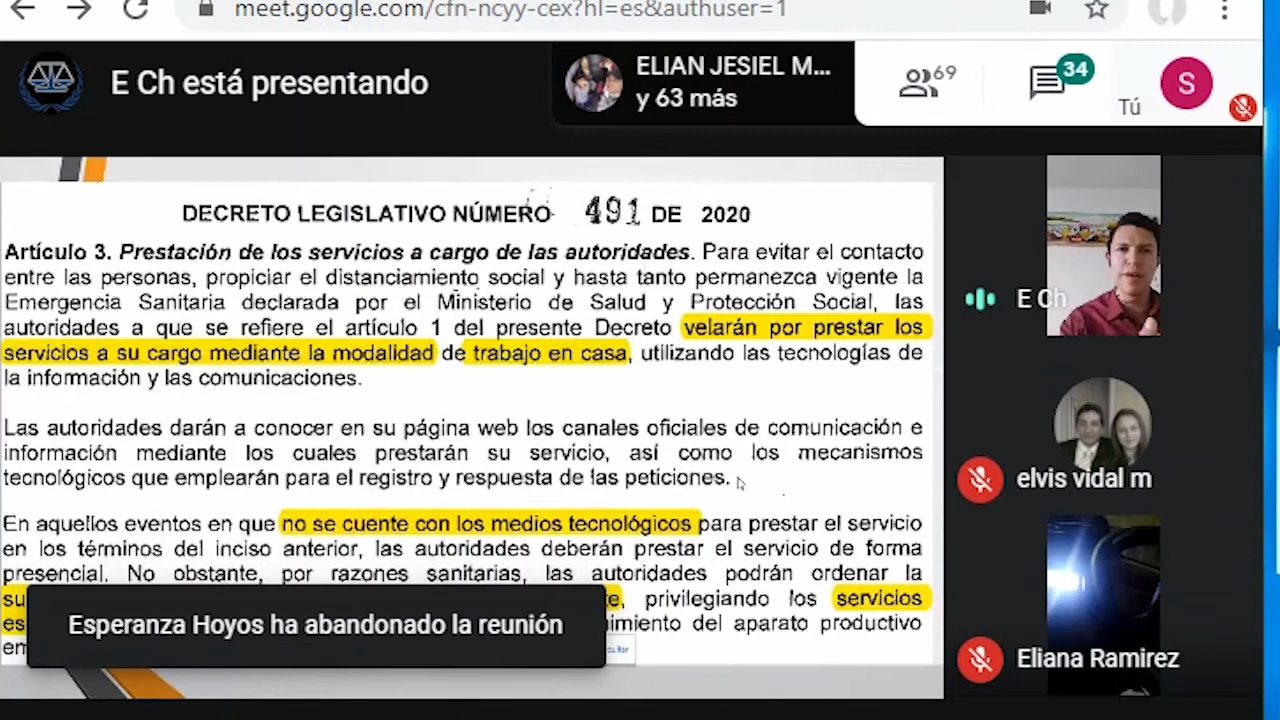 meet.google.com/cfn-ncyy-cex?hl=es&authuser=1
E Ch está presentando
ELIAN JESIEL M...
y 63 más
69
34
Tú
S
DECRETO LEGISLATIVO NÚMERO 491 DE 2020
Artículo 3. Prestación de los servicios a cargo de las autoridades. Para evitar el contacto
entre las personas, propiciar el distanciamiento social y hasta tanto permanezca vigente la
Emergencia Sanitaria declarada por el Ministerio de Salud y Protección Social, las
autoridades a que se refiere el artículo 1 del presente Decreto velarán por prestar los
servicios a su cargo mediante la modalidad de trabajo en casa, utilizando las tecnologías de
la información y las comunicaciones.
Las autoridades darán a conocer en su página web los canales oficiales de comunicación e
información mediante los cuales prestarán su servicio, así como los mecanismos
tecnológicos que emplearán para el registro y respuesta de las peticiones.
En aquellos eventos en que no se cuente con los medios tecnológicos para prestar el servicio
en los términos del inciso anterior, las autoridades deberán prestar el servicio de forma
presencial. No obstante, por razones sanitarias, las autoridades podrán ordenar la
privilegiando los servicios
del aparato productivo
Esperanza Hoyos ha abandonado la reunión
E Ch
elvis vidal m
Eliana Ramirez